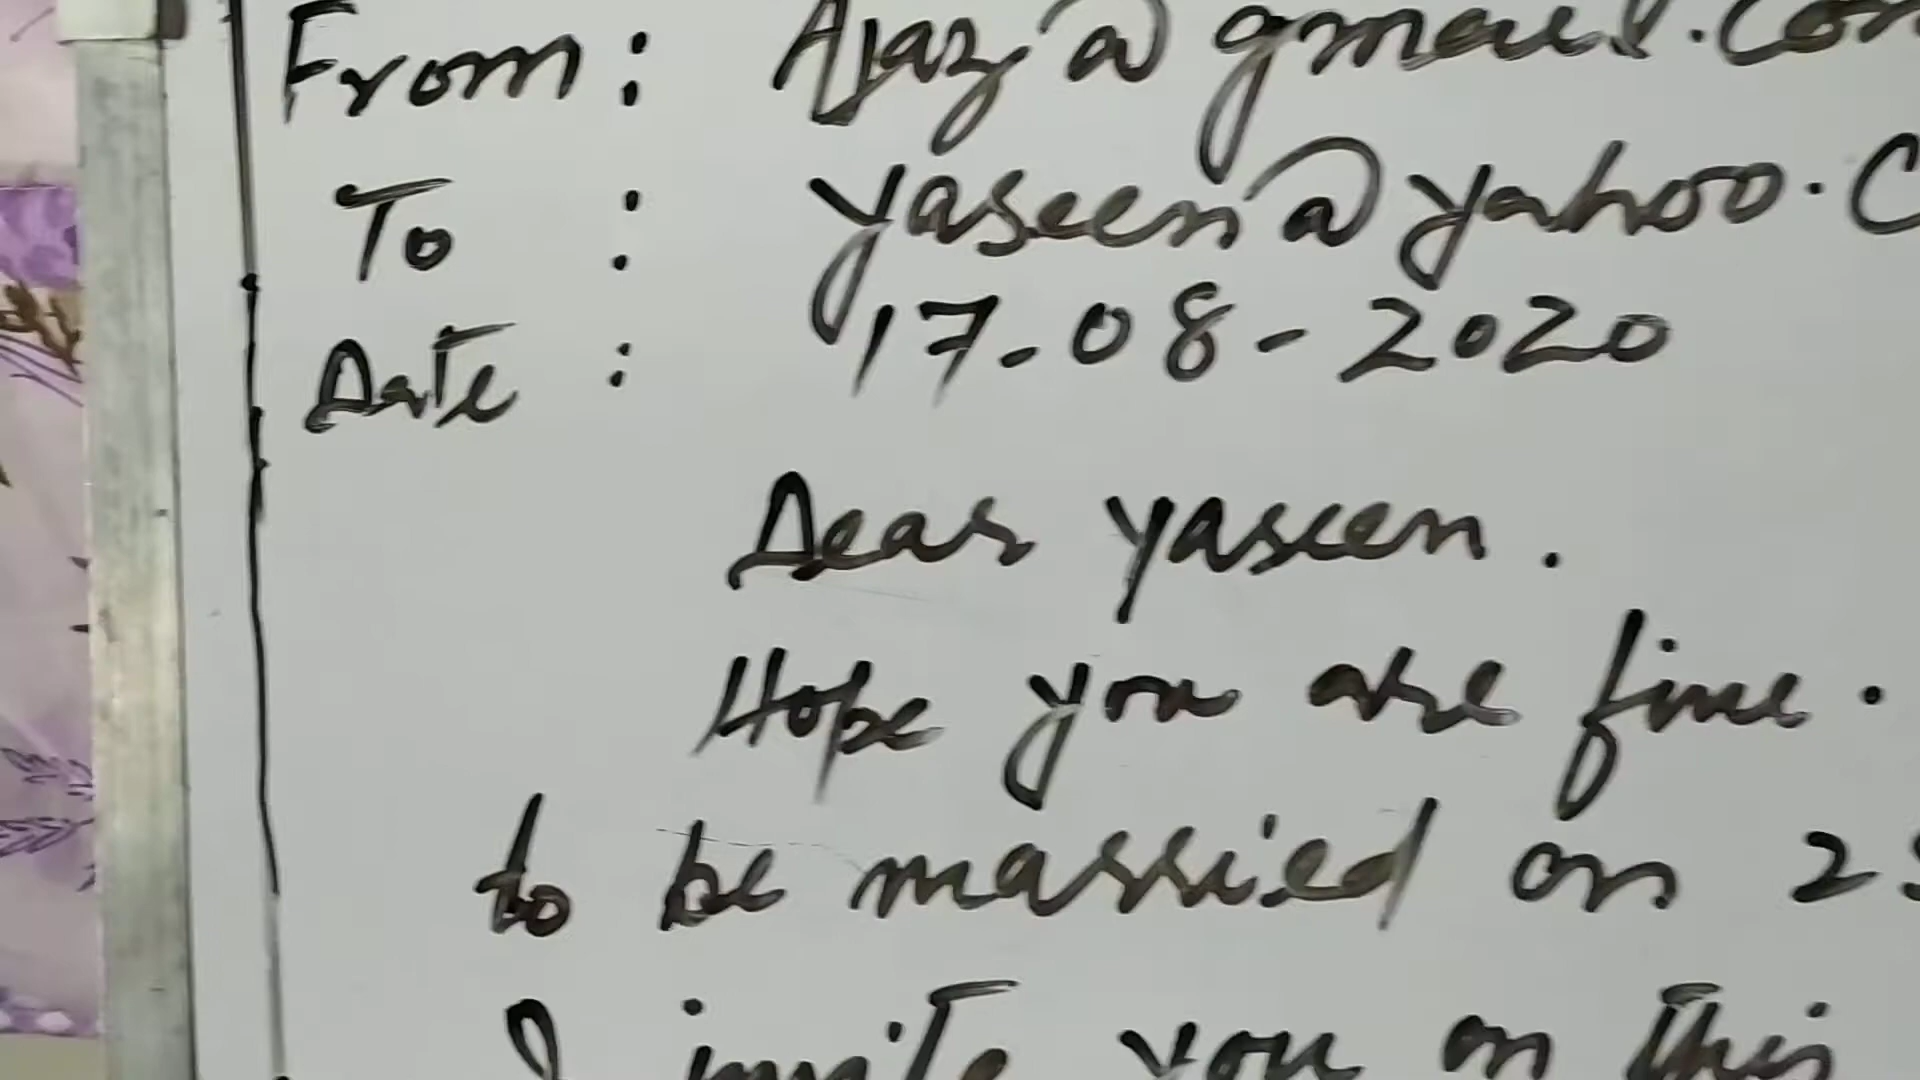 From : Ajaz@gmail.com
To : yaseen@yahoo.c
Date : 17-08-2020
Dear yaseen.
Hope you are fine.
to be married on 2
I invite you on this